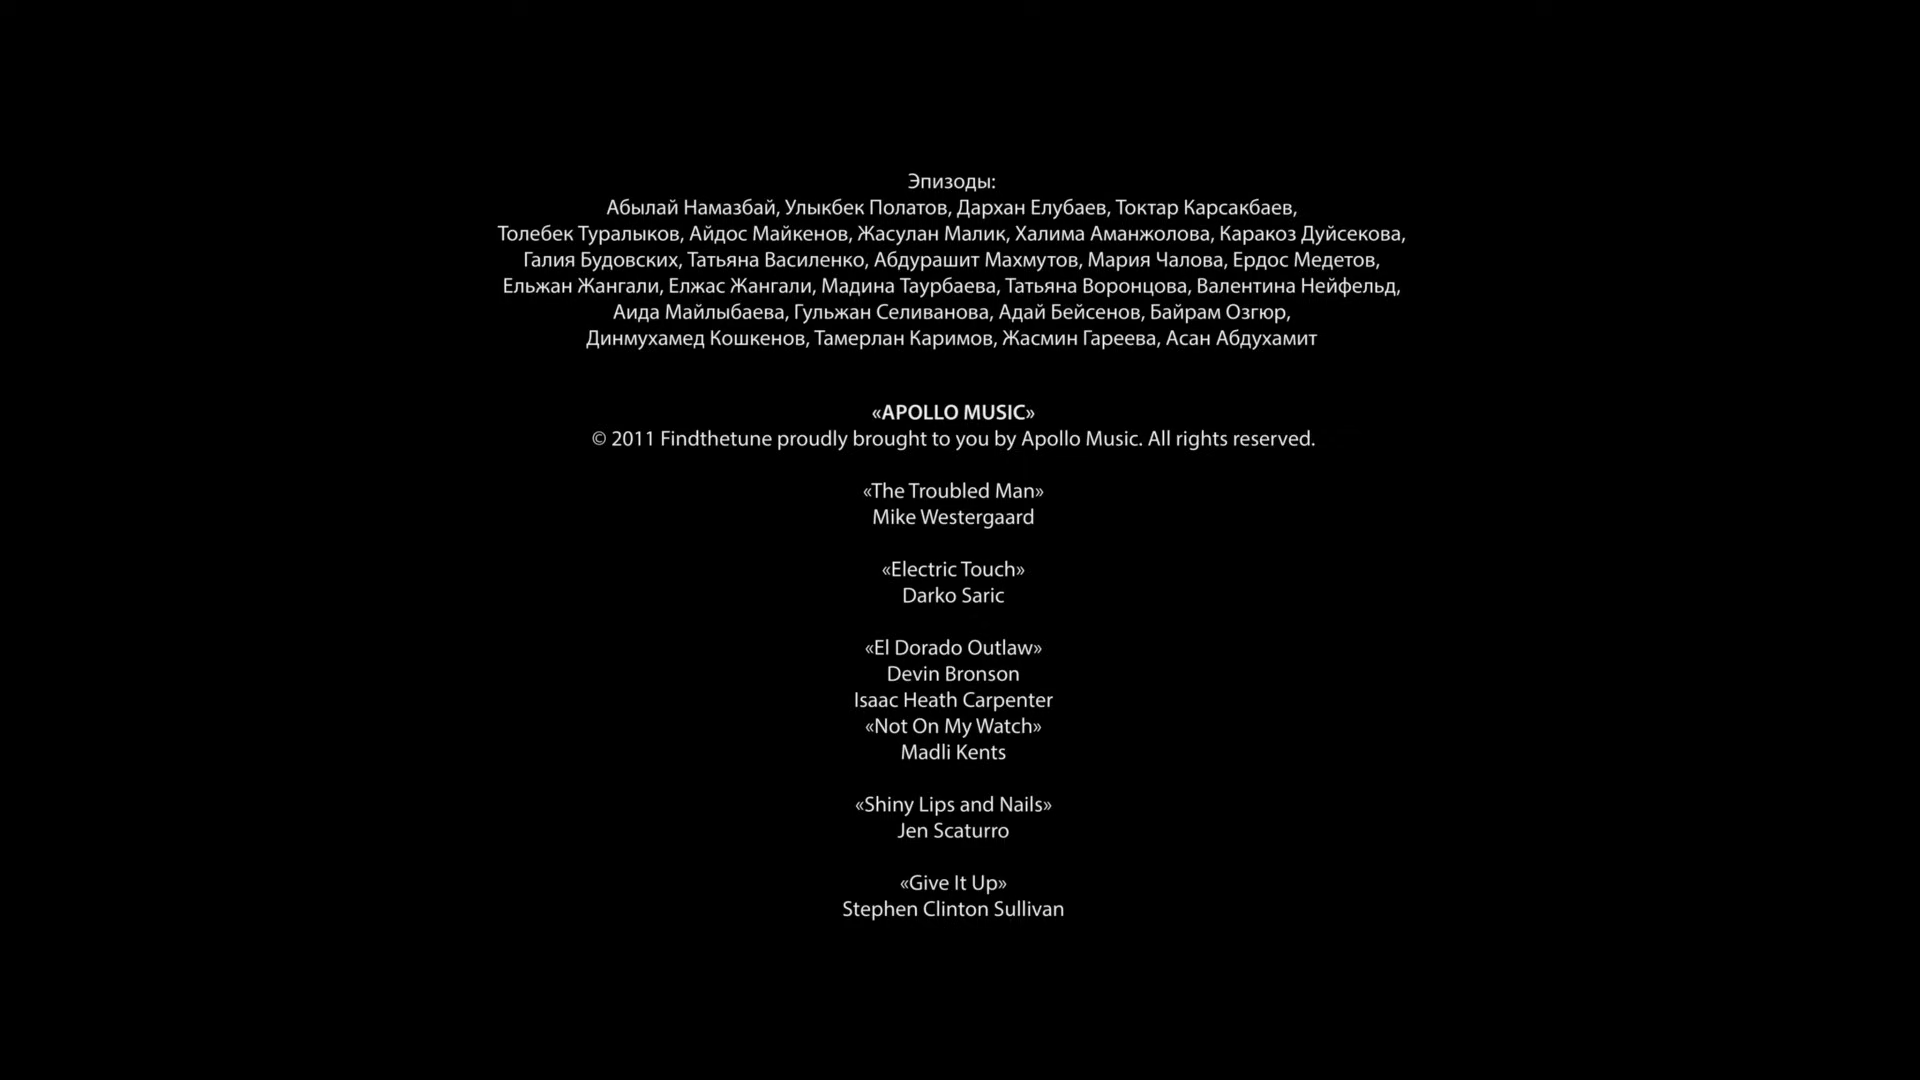 Эпизоды:
Абылай Намазбай, Улыкбек Полатов, Дархан Елубаев, Токтар Карсакбаев,
Толебек Туралыков, Айдос Майкенов, Жасулан Малик, Халима Аманжолова, Каракоз Дуйсекова,
Галия Будовских, Татьяна Василенко, Абдурашит Махмутов, Мария Чалова, Ердос Медетов,
Ельжан Жангали, Елжас Жангали, Мадина Таурбаева, Татьяна Воронцова, Валентина Нейфельд,
Аида Майлыбаева, Гульжан Селиванова, Адай Бейсенов, Байрам Озгюр,
Динмухамед Кошкенов, Тамерлан Каримов, Жасмин Гареева, Асан Абдухамит
«APOLLO MUSIC»
© 2011 Findthetune proudly brought to you by Apollo Music. All rights reserved.
«The Troubled Man»
Mike Westergaard
«Electric Touch»
Darko Saric
«El Dorado Outlaw»
Devin Bronson
Isaac Heath Carpenter
«Not On My Watch»
Madli Kents
«Shiny Lips and Nails»
Jen Scaturro
«Give It Up»
Stephen Clinton Sullivan